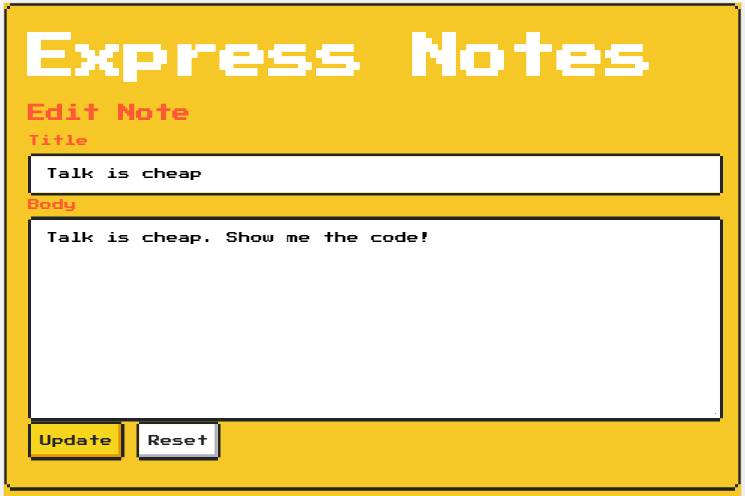 Express Notes
Edit Note
Title
Talk is cheap
Body
Talk is cheap. Show me the code!
Update Reset